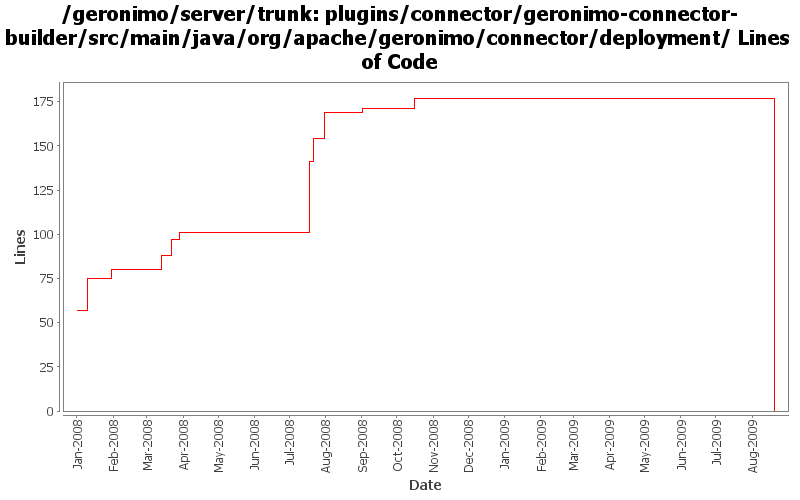 /geronimo/server/trunk: plugins/connector/geronimo-connector-
builder/src/main/java/org/apache/geronimo/connector/deployment/ Lines
of Code
175
150
125
100
75
50
25
0
Lines
Jan-2008
Feb-2008
Mar-2008
Apr-2008
May-2008
Jun-2008
Jul-2008
Aug-2008
Sep-2008
Oct-2008
Nov-2008
Dec-2008
Jan-2009
Feb-2009
Mar-2009
Apr-2009
May-2009
Jun-2009
Jul-2009
Aug-2009
Date